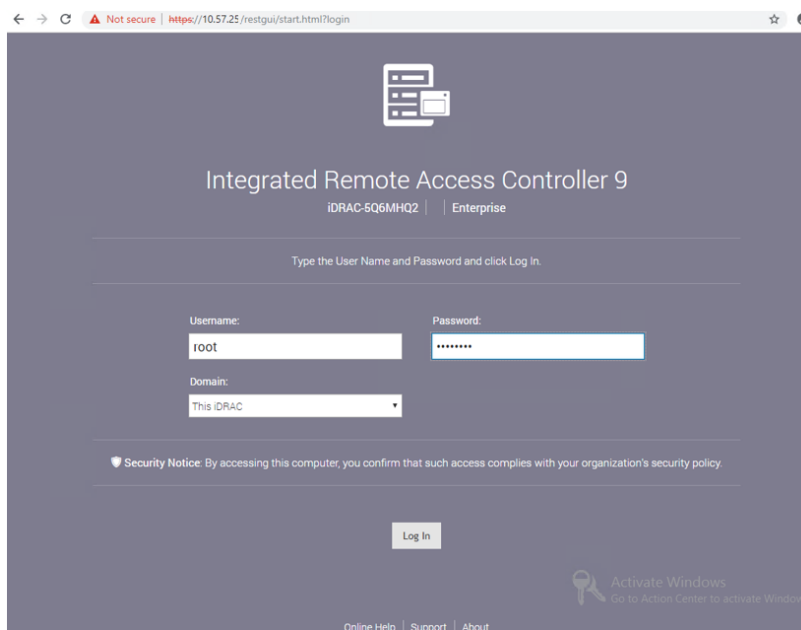 Not secure | https://10.57.25 /restgui/start.html?login
Integrated Remote Access Controller 9
iDRAC-5Q6MHQ2 | | Enterprise
Type the User Name and Password and click Log In.
Username: Password:
root ••••••••
Domain:
This iDRAC
Security Notice: By accessing this computer, you confirm that such access complies with your organization's security policy.
Log In
Activate Windows
Go to Action Center to activate Window
Online Help | Support | About